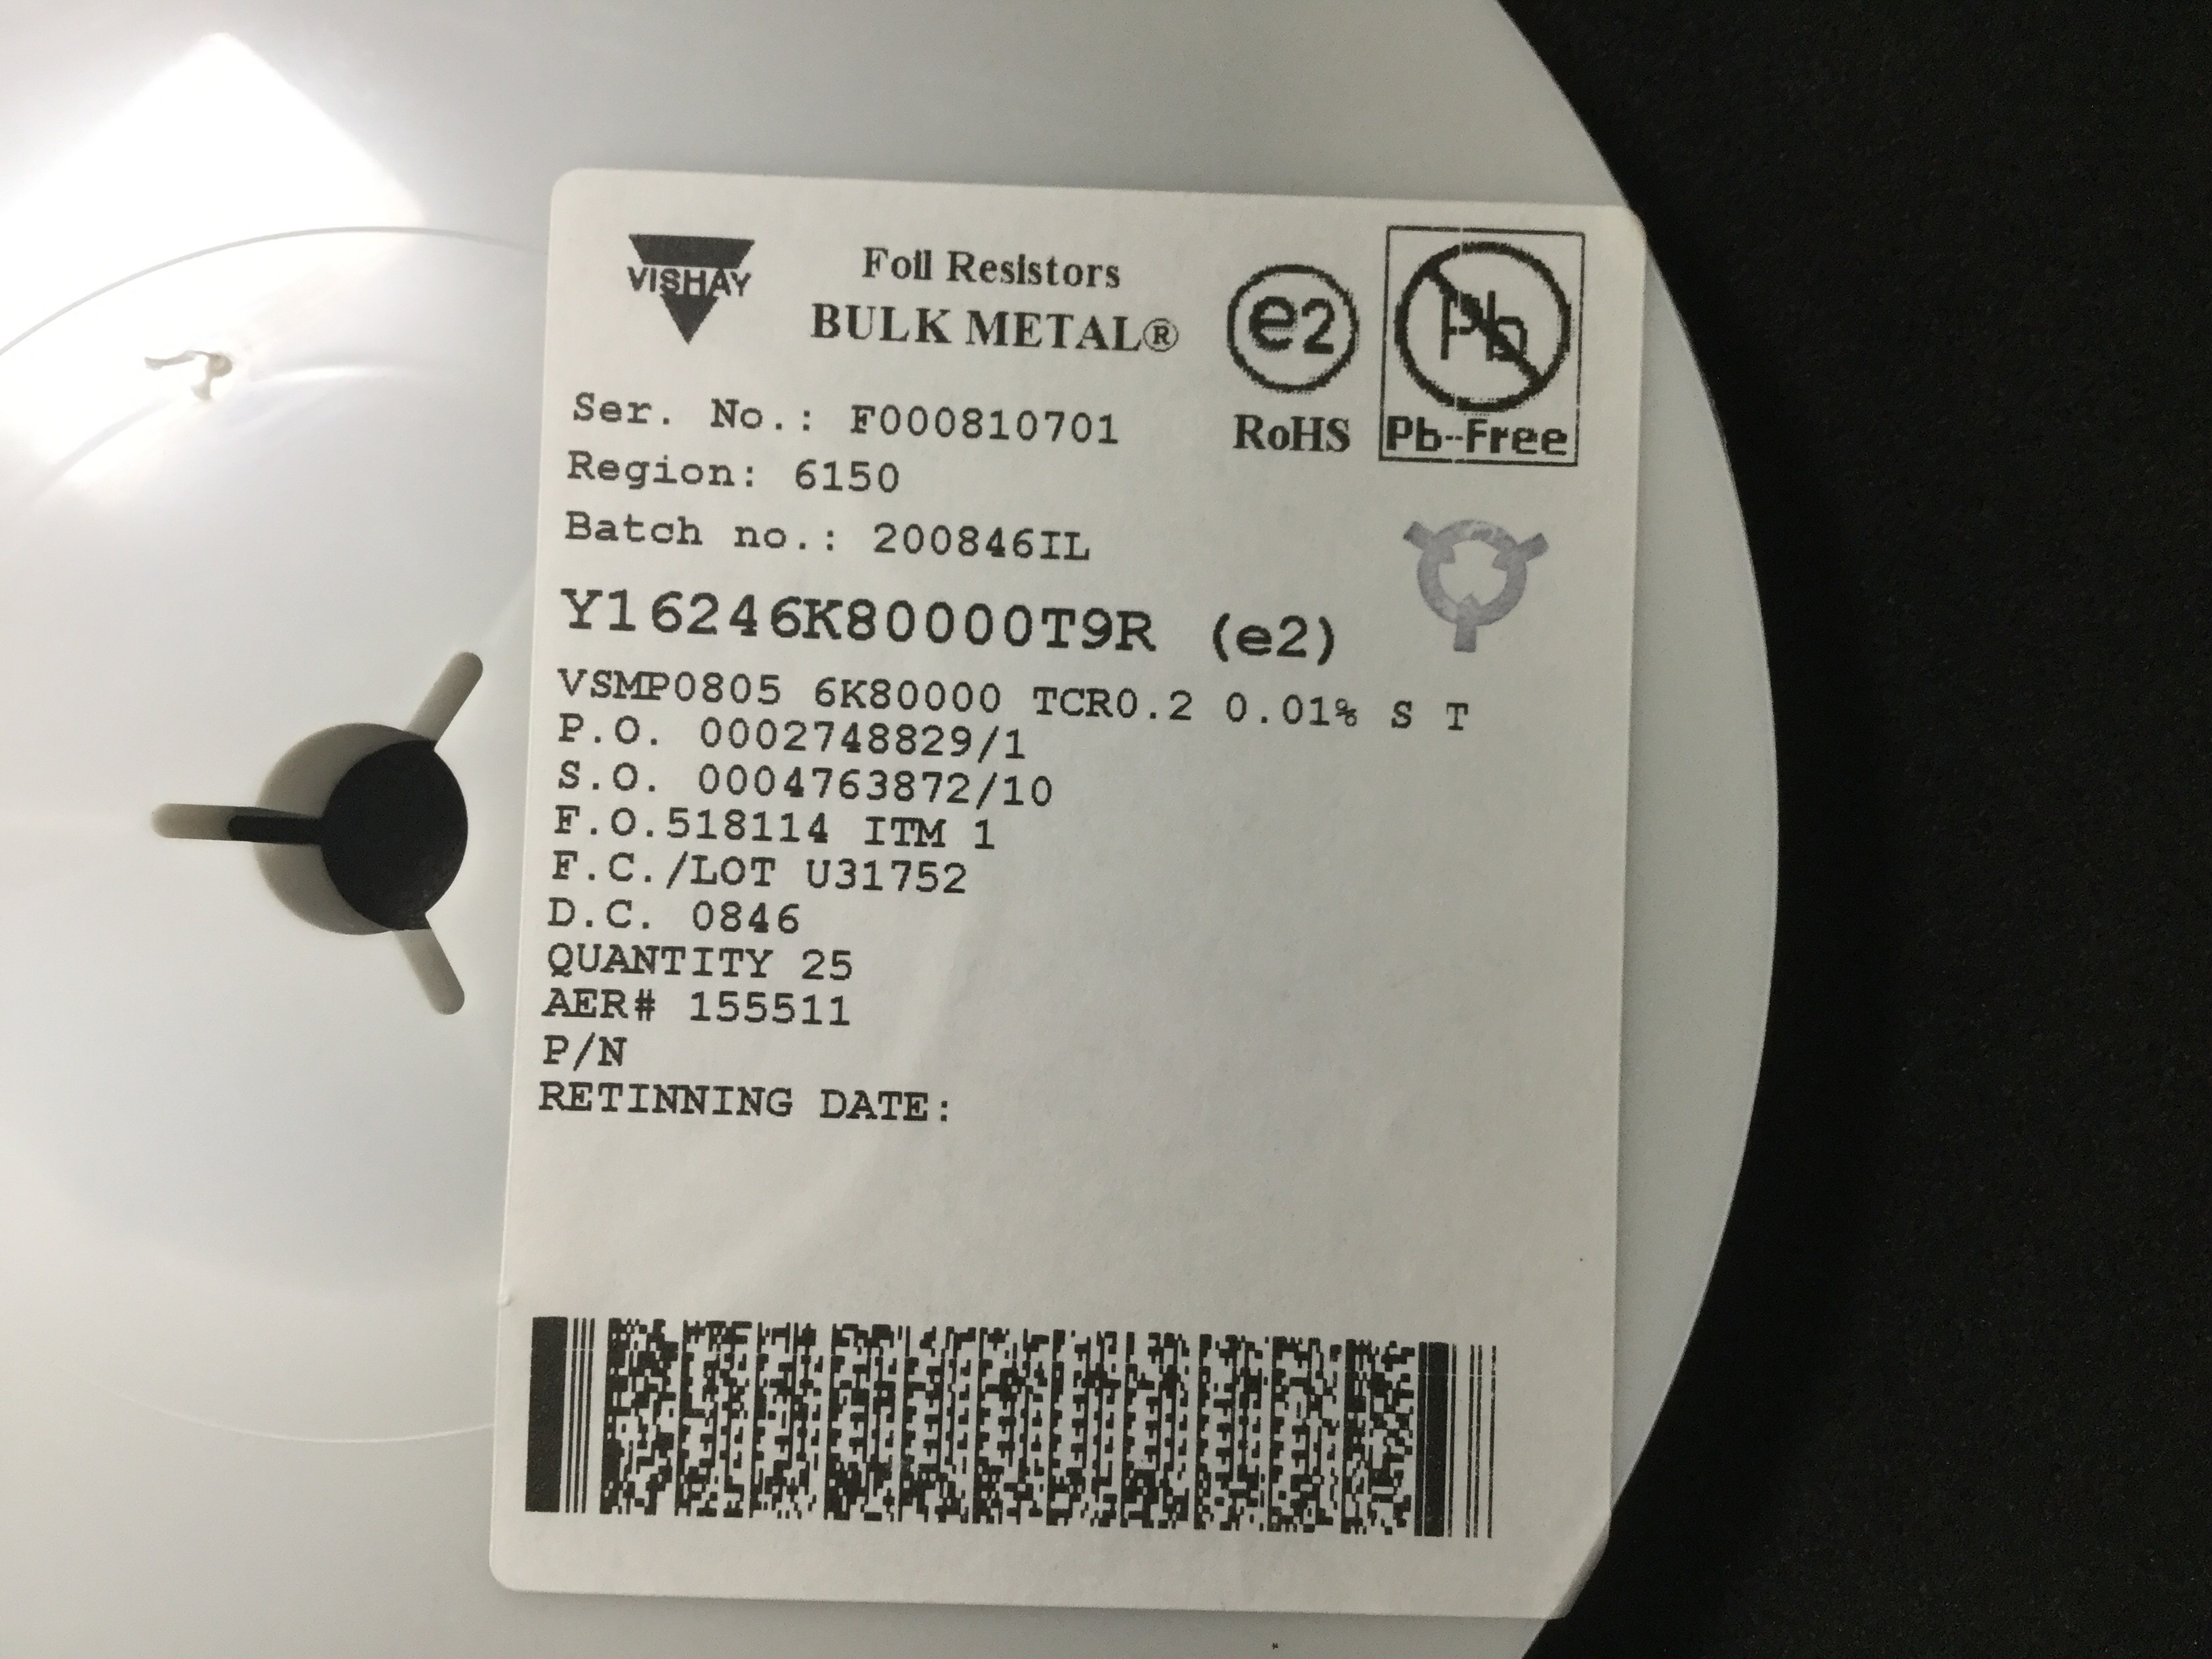 VISHAY
Foil Resistors
BULK METAL®
e2
RoHS
Pb
Pb-Free
Ser. No.: F000810701
Region: 6150
Batch no.: 200846IL
Y16246K80000T9R (e2)
VSMP0805 6K80000 TCR0.2 0.01% S T
P.O. 0002748829/1
S.O. 0004763872/10
F.O.518114 ITM 1
F.C./LOT U31752
D.C. 0846
QUANTITY 25
AER# 155511
P/N
RETINNING DATE: